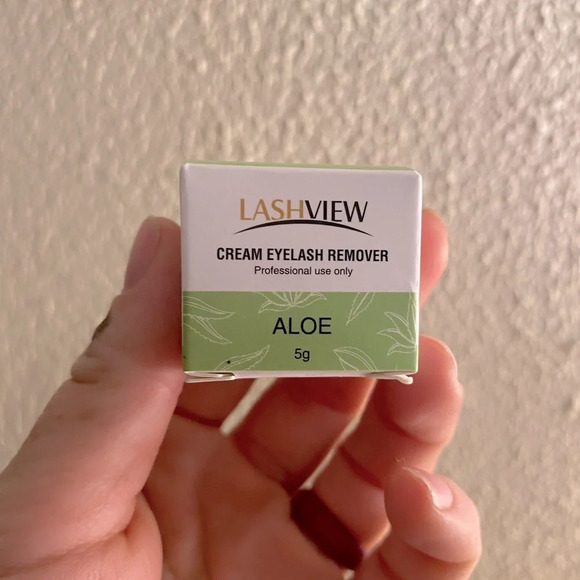 LASHVIEW
CREAM EYELASH REMOVER
Professional use only
ALOE
5g